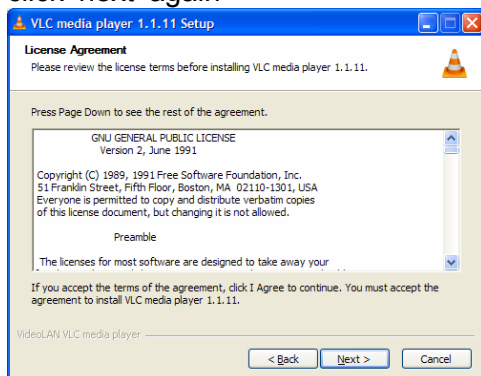 click next again
VLC media player 1.1.11 Setup
License Agreement
Please review the license terms before installing VLC media player 1.1.11.
Press Page Down to see the rest of the agreement.
GNU GENERAL PUBLIC LICENSE
Version 2, June 1991
Copyright (C) 1989, 1991 Free Software Foundation, Inc.
51 Franklin Street, Fifth Floor, Boston, MA 02110-1301, USA
Everyone is permitted to copy and distribute verbatim copies
of this license document, but changing it is not allowed.
Preamble
The licenses for most software are designed to take away your
If you accept the terms of the agreement, click I Agree to continue. You must accept the
agreement to install VLC media player 1.1.11.
VideoLAN VLC media player
< Back Next > Cancel